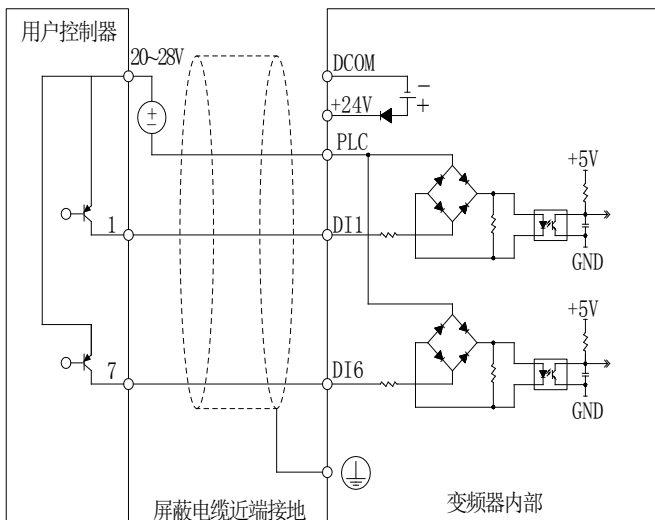 用户控制器
20~28V
DCOM
+24V
PLC
+5V
1
DI1
GND
+5V
7
DI6
GND
屏蔽电缆近端接地
变频器内部